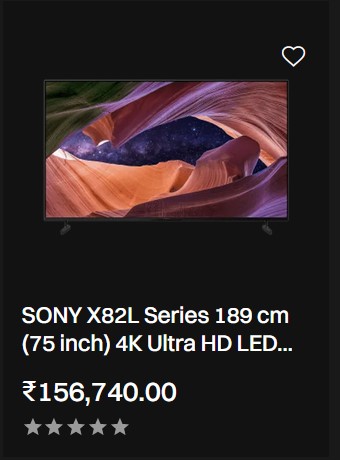 SONY X82L Series 189 cm
(75 inch) 4K Ultra HD LED...
₹156,740.00